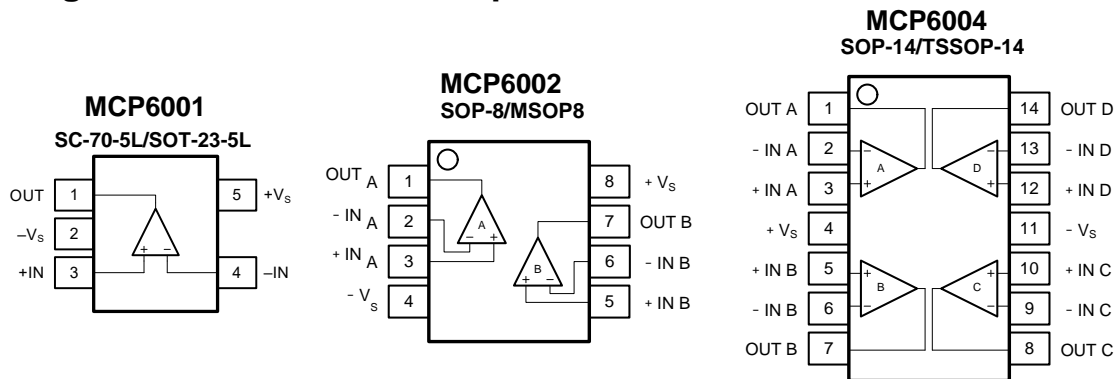 MCP6001
SC-70-5L/SOT-23-5L
OUT 1
–VS 2
+IN 3
5 +VS
4 –IN
+ –
MCP6002
SOP-8/MSOP8
OUT A 1
- IN A 2
+ IN A 3
- VS 4
8 + VS
7 OUT B
6 - IN B
5 + IN B
A
– +
B
+ –
MCP6004
SOP-14/TSSOP-14
OUT A 1
- IN A 2
+ IN A 3
+ VS 4
+ IN B 5
- IN B 6
OUT B 7
14 OUT D
13 - IN D
12 + IN D
11 - VS
10 + IN C
9 - IN C
8 OUT C
–
A
+
–
D
+
+
B
–
+
C
–